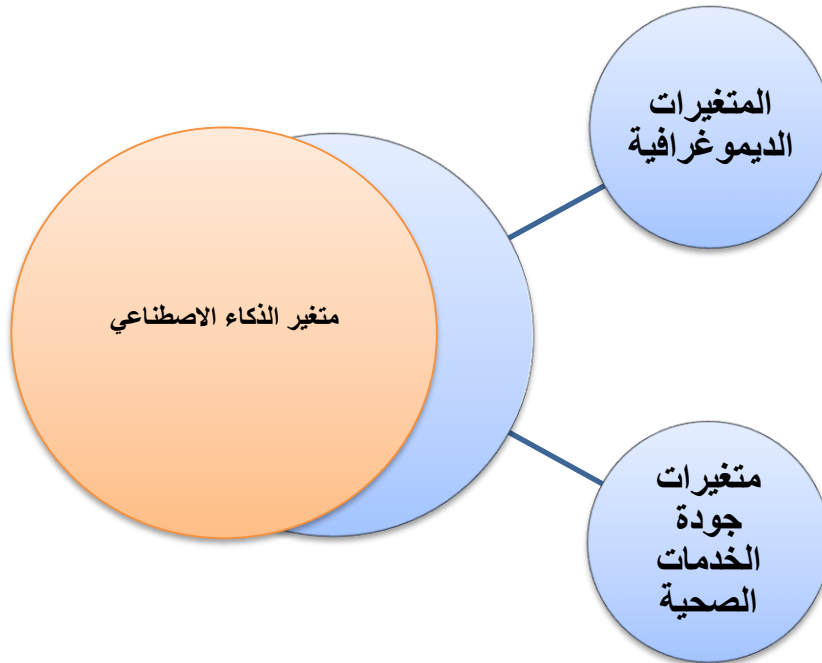 المتغيرات
الديموغرافية
متغير الذكاء الاصطناعي
متغيرات
جودة
الخدمات
الصحية